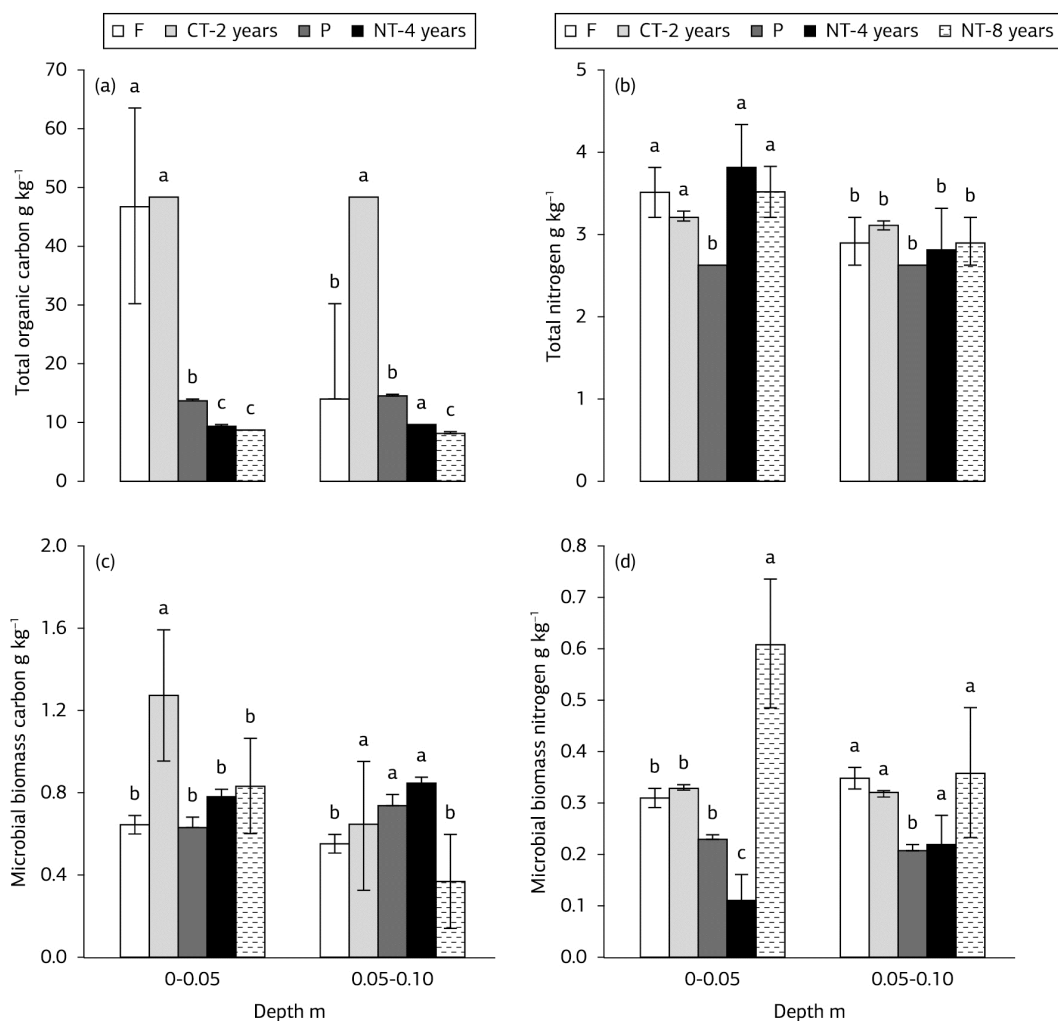 F CT-2 years P NT-4 years
F CT-2 years P NT-4 years NT-8 years
(a)
Total organic carbon g kg⁻¹
70
60
50
40
30
20
10
0
a
a
b
c
c
b
a
b
a
c
(b)
Total nitrogen g kg⁻¹
5
4
3
2
1
0
a
a
b
a
a
b
b
b
b
b
(c)
Microbial biomass carbon g kg⁻¹
2.0
1.6
1.2
0.8
0.4
0.0
b
a
b
b
b
b
a
a
a
b
0-0.05
0.05-0.10
Depth m
(d)
Microbial biomass nitrogen g kg⁻¹
0.8
0.7
0.6
0.5
0.4
0.3
0.2
0.1
0.0
b
b
b
c
a
a
a
b
a
a
0-0.05
0.05-0.10
Depth m